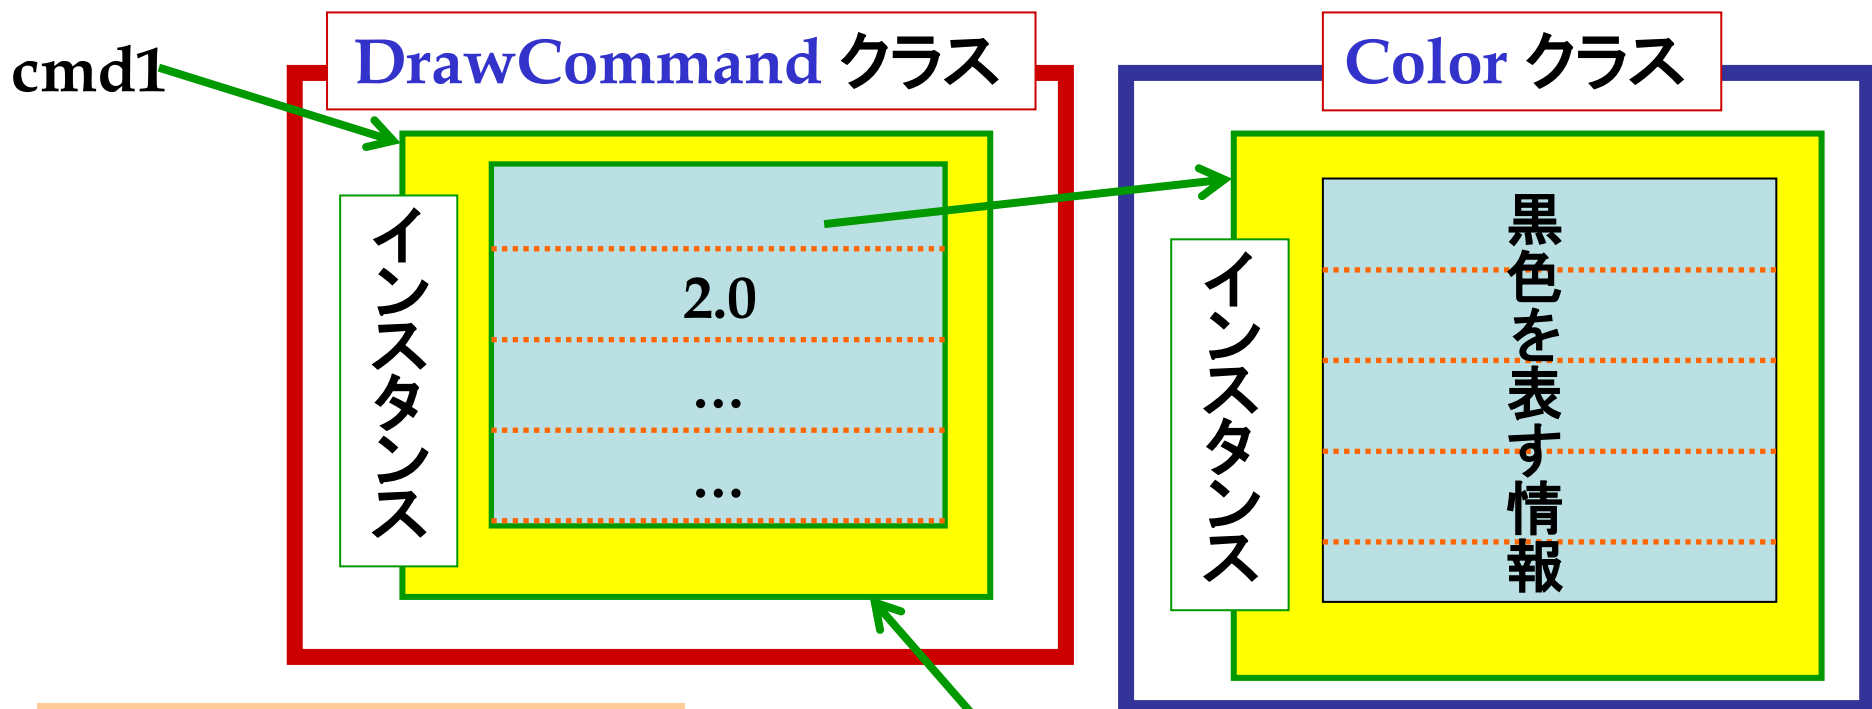 cmd1
DrawCommand クラス
インスタンス
2.0
...
...
Color クラス
インスタンス
黒色を表す情報